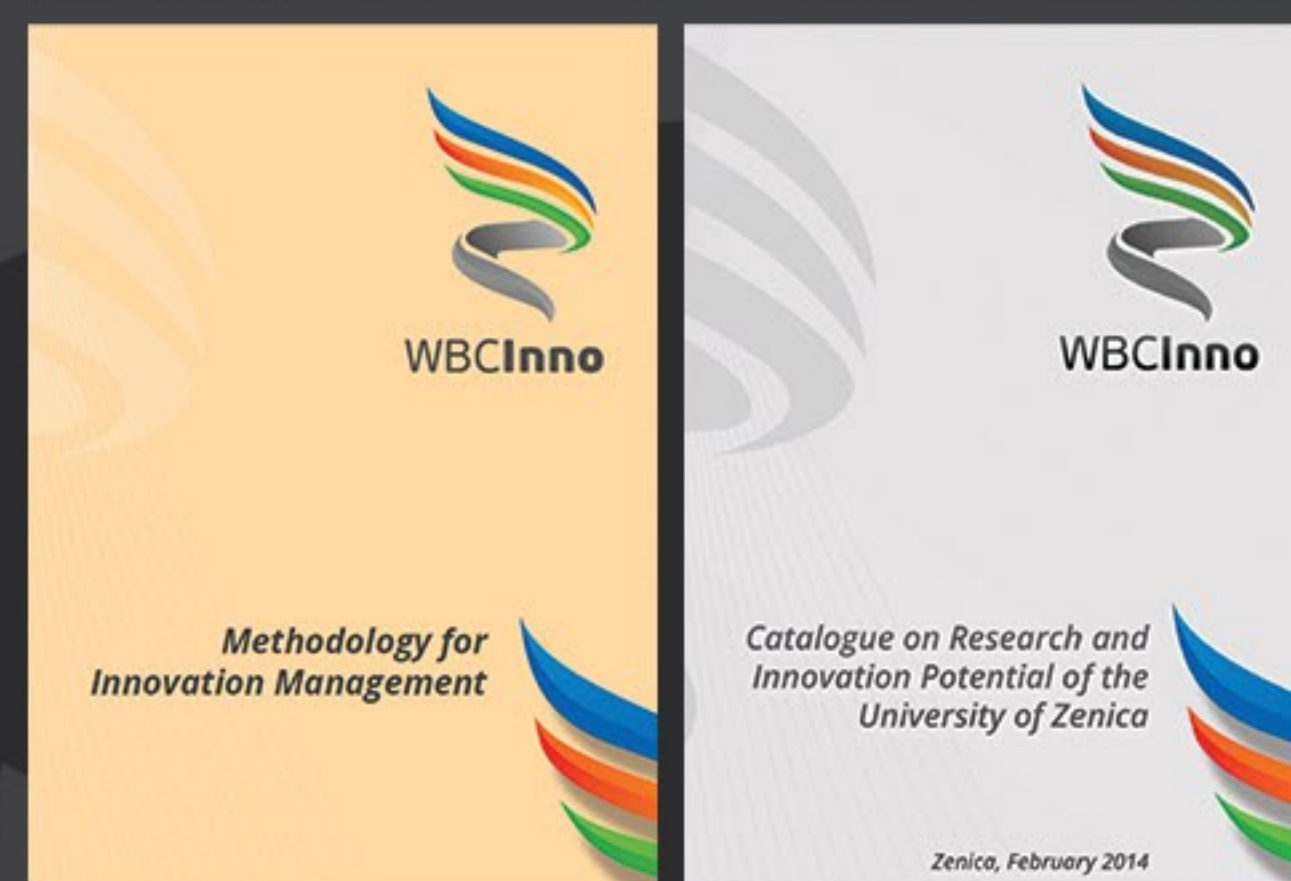 WBCInno
Methodology for
Innovation Management
WBCInno
Catalogue on Research and
Innovation Potential of the
University of Zenica
Zenica, February 2014